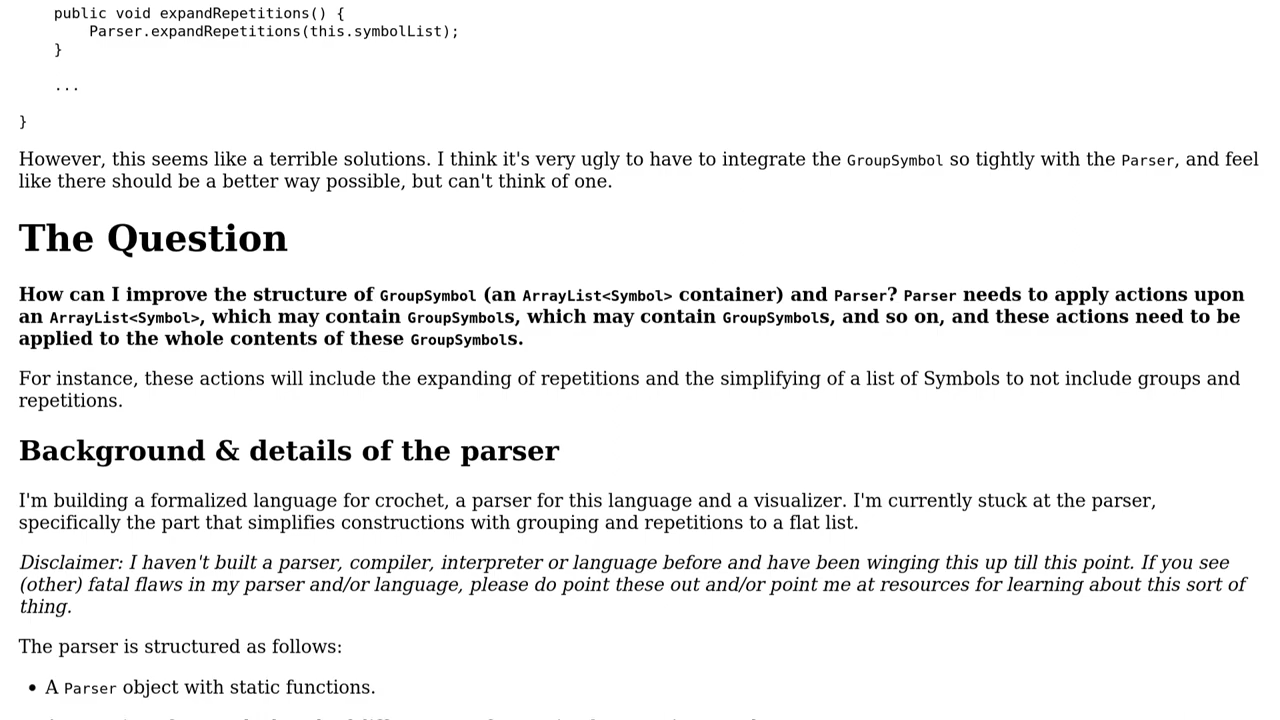 public void expandRepetitions() {
Parser.expandRepetitions(this.symbolList);
}
...
}
However, this seems like a terrible solutions. I think it's very ugly to have to integrate the GroupSymbol so tightly with the Parser, and feel
like there should be a better way possible, but can't think of one.
The Question
How can I improve the structure of GroupSymbol (an ArrayList<Symbol> container) and Parser? Parser needs to apply actions upon
an ArrayList<Symbol>, which may contain GroupSymbols, which may contain GroupSymbols, and so on, and these actions need to be
applied to the whole contents of these GroupSymbols.
For instance, these actions will include the expanding of repetitions and the simplifying of a list of Symbols to not include groups and
repetitions.
Background & details of the parser
I'm building a formalized language for crochet, a parser for this language and a visualizer. I'm currently stuck at the parser,
specifically the part that simplifies constructions with grouping and repetitions to a flat list.
Disclaimer: I haven't built a parser, compiler, interpreter or language before and have been winging this up till this point. If you see
(other) fatal flaws in my parser and/or language, please do point these out and/or point me at resources for learning about this sort of
thing.
The parser is structured as follows:
• A Parser object with static functions.